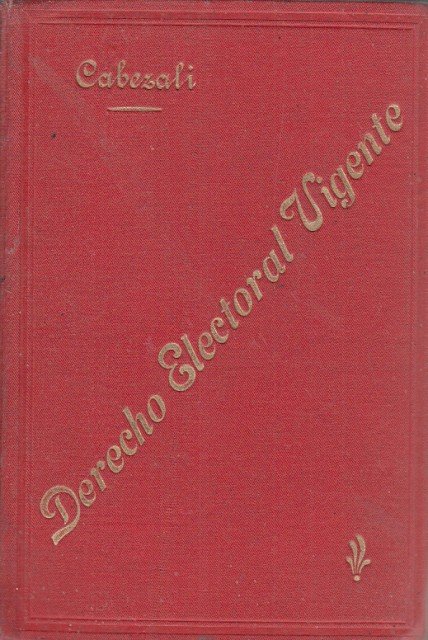 Cabezali
Derecho Electoral Vigente